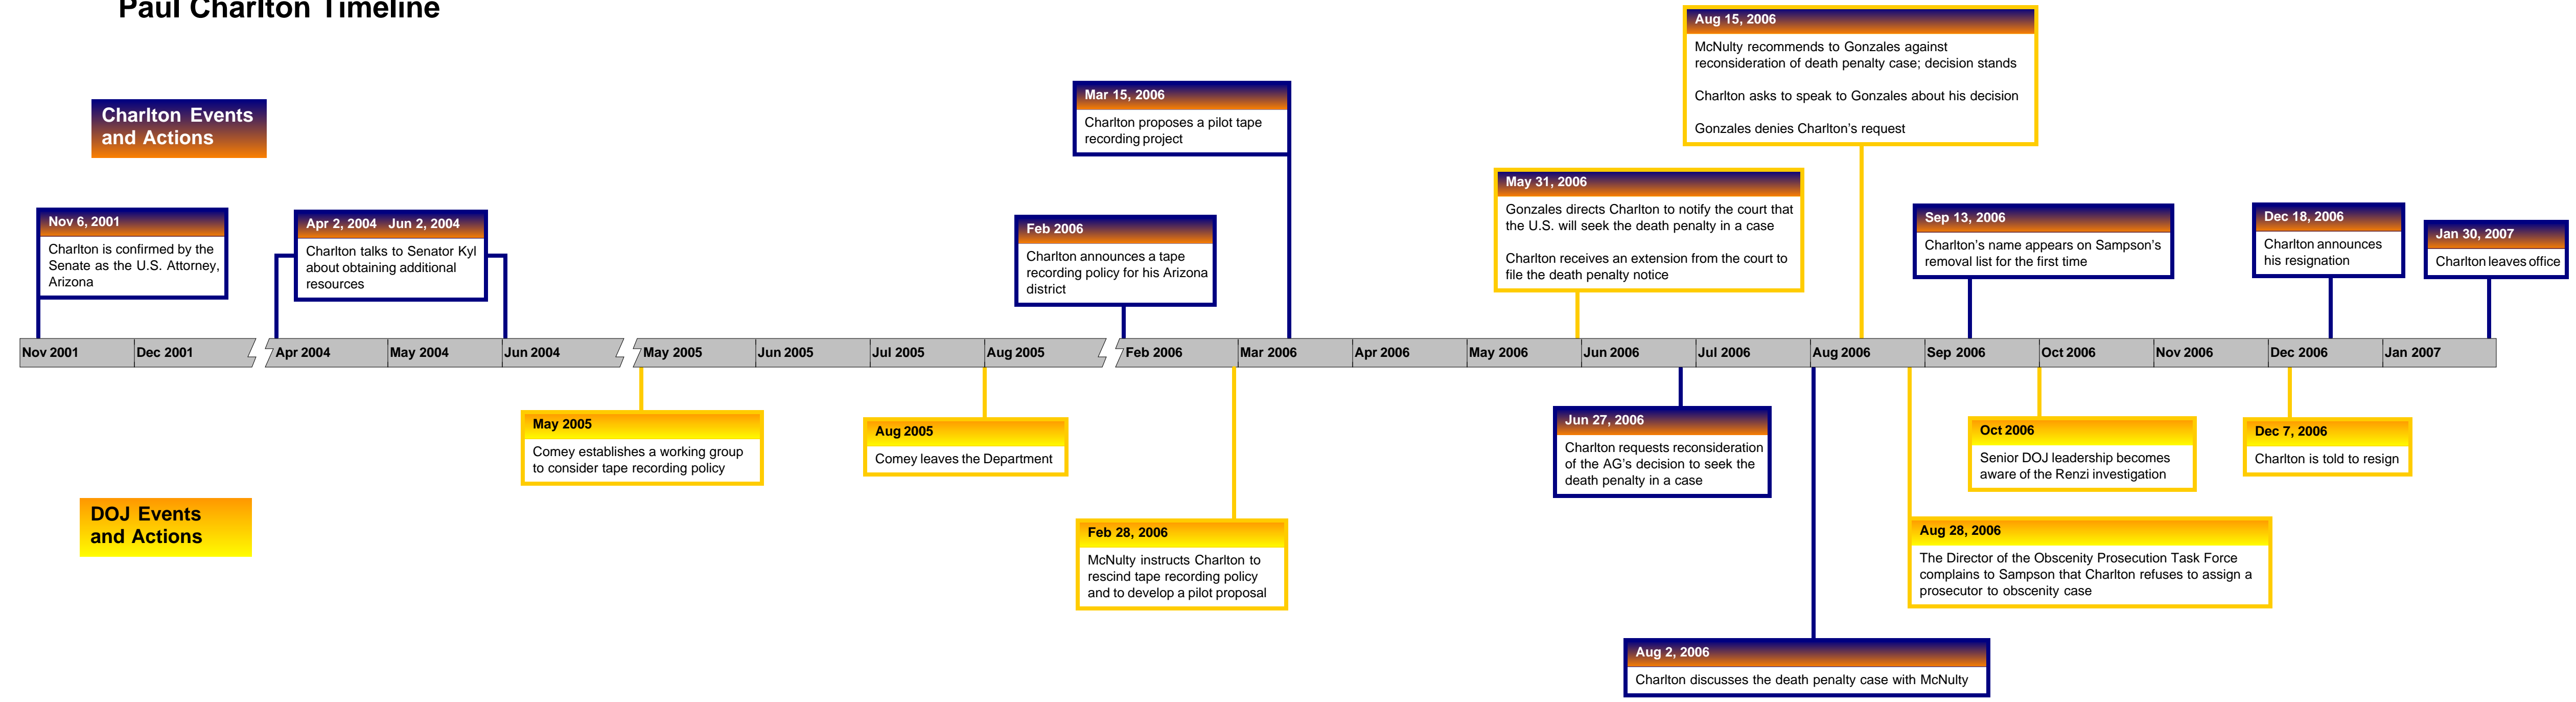 Paul Charlton Timeline
Charlton Events
and Actions
Nov 6, 2001
Charlton is confirmed by the
Senate as the U.S. Attorney,
Arizona
Apr 2, 2004 Jun 2, 2004
Charlton talks to Senator Kyl
about obtaining additional
resources
Feb 2006
Charlton announces a tape
recording policy for his Arizona
district
Mar 15, 2006
Charlton proposes a pilot tape
recording project
May 31, 2006
Gonzales directs Charlton to notify the court that
the U.S. will seek the death penalty in a case
Charlton receives an extension from the court to
file the death penalty notice
Aug 15, 2006
McNulty recommends to Gonzales against
reconsideration of death penalty case; decision stands
Charlton asks to speak to Gonzales about his decision
Gonzales denies Charlton’s request
Sep 13, 2006
Charlton’s name appears on Sampson’s
removal list for the first time
Dec 18, 2006
Charlton announces
his resignation
Jan 30, 2007
Charlton leaves office
Nov 2001 Dec 2001 Apr 2004 May 2004 Jun 2004 May 2005 Jun 2005 Jul 2005 Aug 2005 Feb 2006 Mar 2006 Apr 2006 May 2006 Jun 2006 Jul 2006 Aug 2006 Sep 2006 Oct 2006 Nov 2006 Dec 2006 Jan 2007
DOJ Events
and Actions
May 2005
Comey establishes a working group
to consider tape recording policy
Aug 2005
Comey leaves the Department
Feb 28, 2006
McNulty instructs Charlton to
rescind tape recording policy
and to develop a pilot proposal
Jun 27, 2006
Charlton requests reconsideration
of the AG’s decision to seek the
death penalty in a case
Aug 2, 2006
Charlton discusses the death penalty case with McNulty
Aug 28, 2006
The Director of the Obscenity Prosecution Task Force
complains to Sampson that Charlton refuses to assign a
prosecutor to obscenity case
Oct 2006
Senior DOJ leadership becomes
aware of the Renzi investigation
Dec 7, 2006
Charlton is told to resign